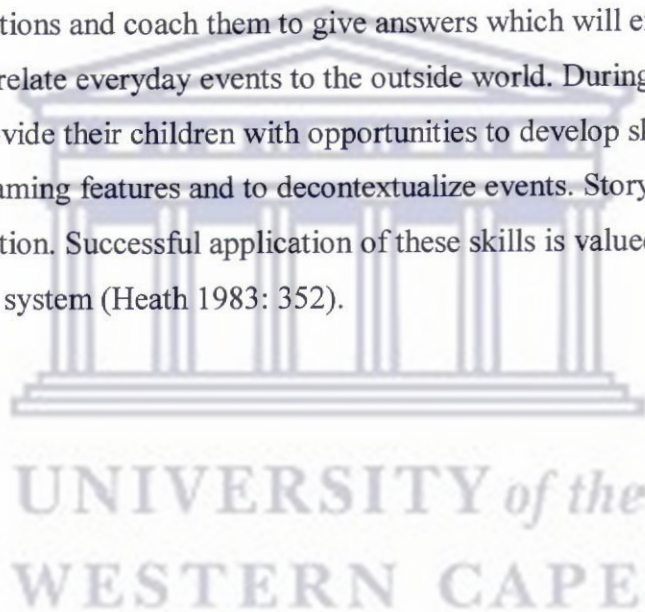 tions and coach them to give answers which will e
relate everyday events to the outside world. During
vide their children with opportunities to develop sk
aming features and to decontextualize events. Story
tion. Successful application of these skills is valued
system (Heath 1983: 352).
UNIVERSITY of the
WESTERN CAPE